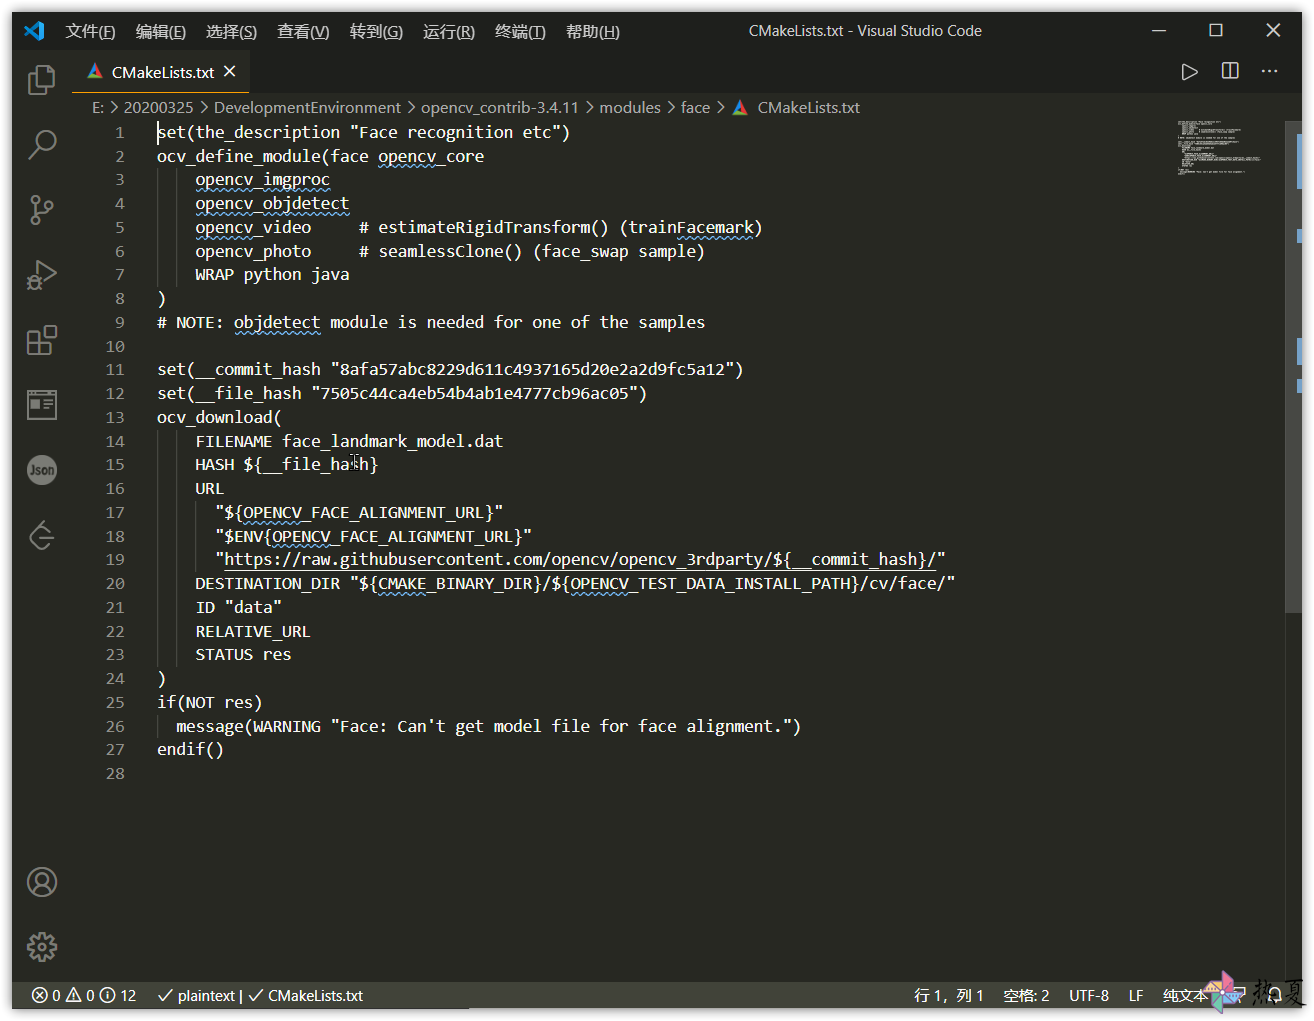 文件(F) 编辑(E) 选择(S) 查看(V) 转到(G) 运行(R) 终端(T) 帮助(H) CMakeLists.txt - Visual Studio Code
CMakeLists.txt
E: > 20200325 > DevelopmentEnvironment > opencv_contrib-3.4.11 > modules > face > CMakeLists.txt
1 set(the_description "Face recognition etc")
2 ocv_define_module(face opencv_core
3 opencv_imgproc
4 opencv_objdetect
5 opencv_video # estimateRigidTransform() (trainFacemark)
6 opencv_photo # seamlessClone() (face_swap sample)
7 WRAP python java
8 )
9 # NOTE: objdetect module is needed for one of the samples
10
11 set(__commit_hash "8afa57abc8229d611c4937165d20e2a2d9fc5a12")
12 set(__file_hash "7505c44ca4eb54b4ab1e4777cb96ac05")
13 ocv_download(
14 FILENAME face_landmark_model.dat
15 HASH ${__file_hash}
16 URL
17 "${OPENCV_FACE_ALIGNMENT_URL}"
18 "$ENV{OPENCV_FACE_ALIGNMENT_URL}"
19 "https://raw.githubusercontent.com/opencv/opencv_3rdparty/${__commit_hash}/"
20 DESTINATION_DIR "${CMAKE_BINARY_DIR}/${OPENCV_TEST_DATA_INSTALL_PATH}/cv/face/"
21 ID "data"
22 RELATIVE_URL
23 STATUS res
24 )
25 if(NOT res)
26 message(WARNING "Face: Can't get model file for face alignment.")
27 endif()
28
Json
0 0 12 plaintext | CMakeLists.txt 行 1，列 1 空格: 2 UTF-8 LF 纯文本 热夏